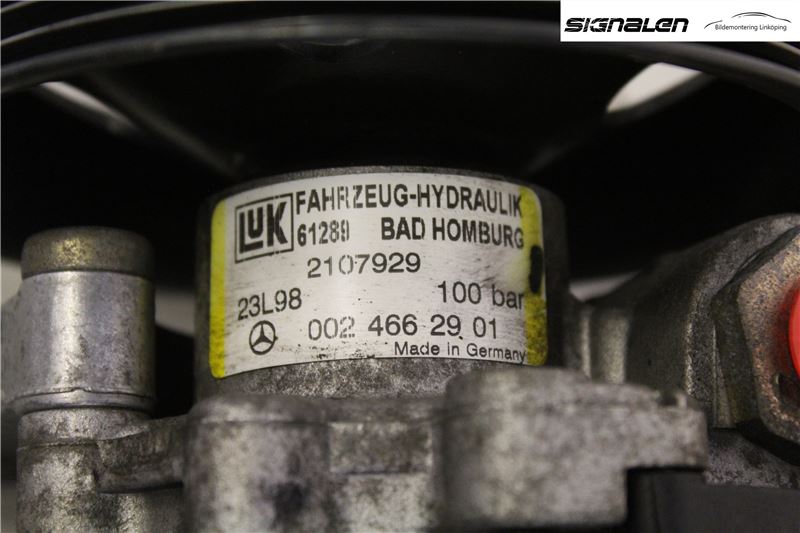 SIGNALEN
Bildemontering Linköping
LUK FAHRZEUG-HYDRAULIK
61289 BAD HOMBURG
2107929
23L98 100 bar
002 466 29 01
Made in Germany